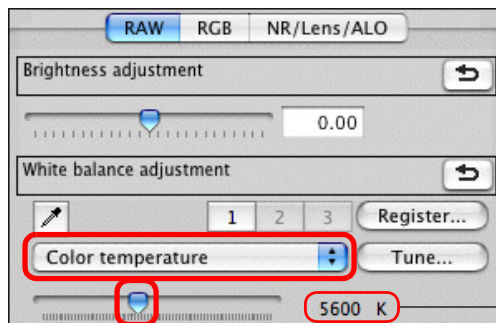 RAW RGB NR/Lens/ALO
Brightness adjustment
0.00
White balance adjustment
1 2 3 Register...
Color temperature Tune...
5600 K